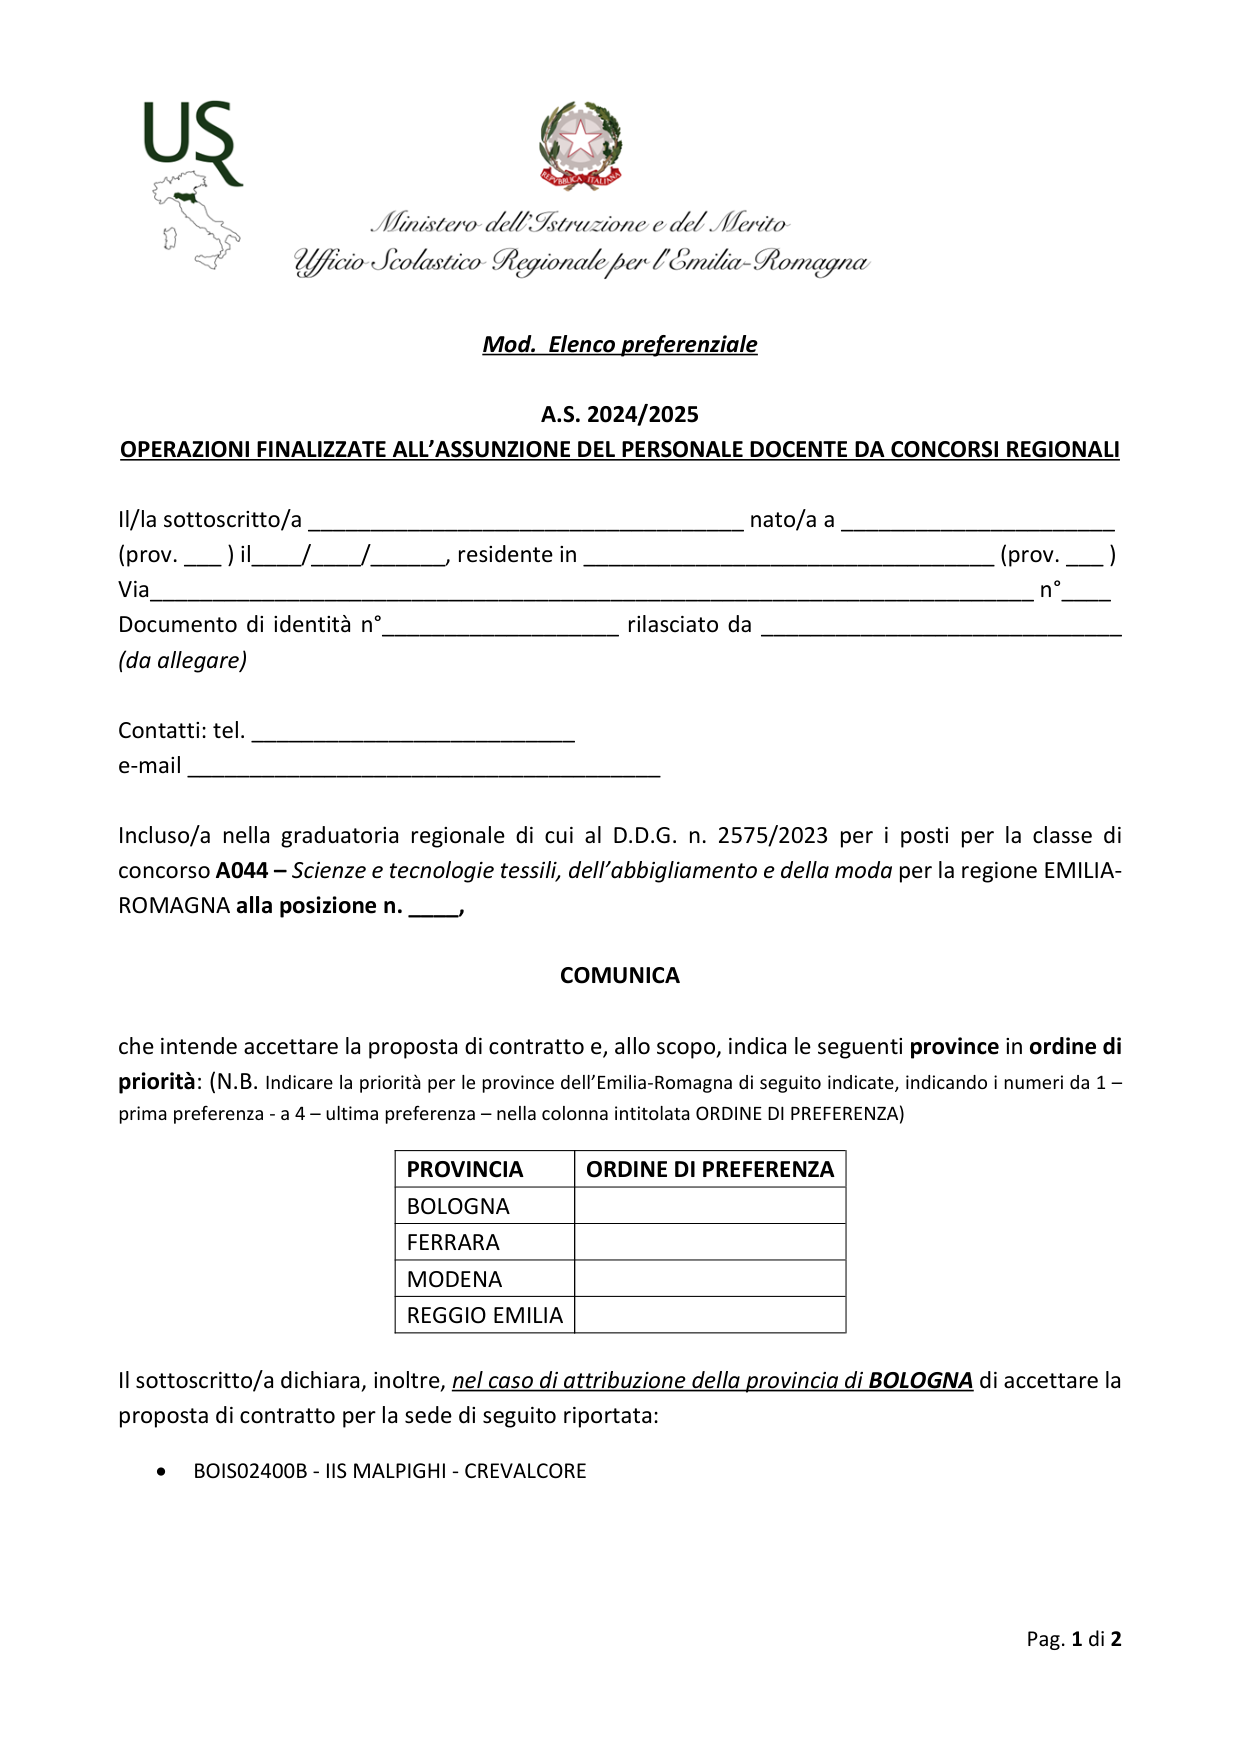 USR
REPVBBLICA ITALIANA
Ministero dell'Istruzione e del Merito
Ufficio Scolastico Regionale per l'Emilia-Romagna
Mod.  Elenco preferenziale
A.S. 2024/2025
OPERAZIONI FINALIZZATE ALL’ASSUNZIONE DEL PERSONALE DOCENTE DA CONCORSI REGIONALI
Il/la sottoscritto/a ___________________________________ nato/a a ______________________
(prov. ___ ) il____/____/______, residente in _________________________________ (prov. ___ )
Via_______________________________________________________________________ n°____
Documento di identità n°___________________ rilasciato da _____________________________
(da allegare)
Contatti: tel. __________________________
e-mail ______________________________________
Incluso/a nella graduatoria regionale di cui al D.D.G. n. 2575/2023 per i posti per la classe di
concorso A044 – Scienze e tecnologie tessili, dell’abbigliamento e della moda per la regione EMILIA-
ROMAGNA alla posizione n. ____,
COMUNICA
che intende accettare la proposta di contratto e, allo scopo, indica le seguenti province in ordine di
priorità: (N.B. Indicare la priorità per le province dell’Emilia-Romagna di seguito indicate, indicando i numeri da 1 –
prima preferenza - a 4 – ultima preferenza – nella colonna intitolata ORDINE DI PREFERENZA)
PROVINCIA ORDINE DI PREFERENZA
BOLOGNA
FERRARA
MODENA
REGGIO EMILIA
Il sottoscritto/a dichiara, inoltre, nel caso di attribuzione della provincia di BOLOGNA di accettare la
proposta di contratto per la sede di seguito riportata:
• BOIS02400B - IIS MALPIGHI - CREVALCORE
Pag. 1 di 2